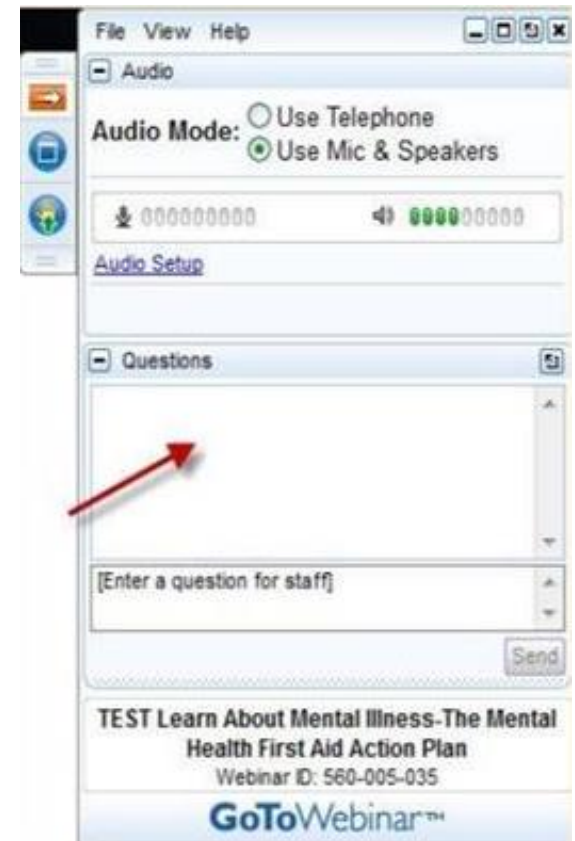 File View Help
Audio
Audio Mode: Use Telephone
Use Mic & Speakers
Audio Setup
Questions
[Enter a question for staff]
Send
TEST Learn About Mental Illness-The Mental
Health First Aid Action Plan
Webinar ID: 560-005-035
GoToWebinar™